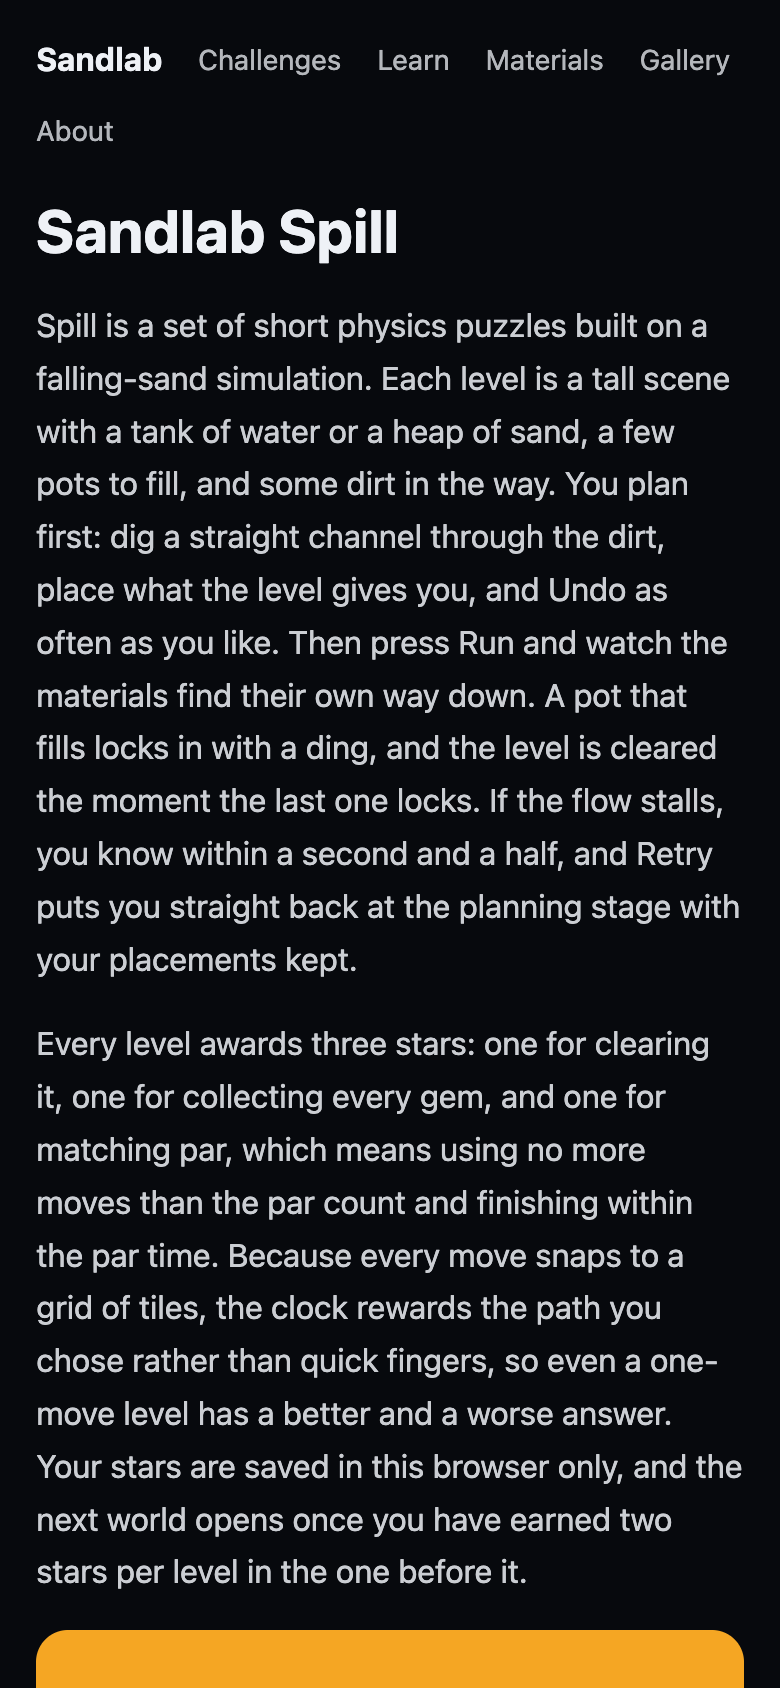 Sandlab Challenges Learn Materials Gallery
About
Sandlab Spill
Spill is a set of short physics puzzles built on a
falling-sand simulation. Each level is a tall scene
with a tank of water or a heap of sand, a few
pots to fill, and some dirt in the way. You plan
first: dig a straight channel through the dirt,
place what the level gives you, and Undo as
often as you like. Then press Run and watch the
materials find their own way down. A pot that
fills locks in with a ding, and the level is cleared
the moment the last one locks. If the flow stalls,
you know within a second and a half, and Retry
puts you straight back at the planning stage with
your placements kept.
Every level awards three stars: one for clearing
it, one for collecting every gem, and one for
matching par, which means using no more
moves than the par count and finishing within
the par time. Because every move snaps to a
grid of tiles, the clock rewards the path you
chose rather than quick fingers, so even a one-
move level has a better and a worse answer.
Your stars are saved in this browser only, and the
next world opens once you have earned two
stars per level in the one before it.